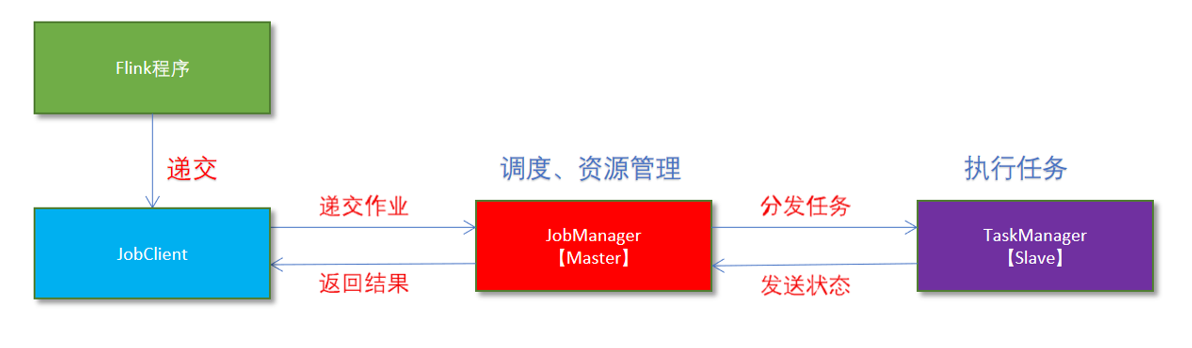 Flink程序
递交
调度、资源管理
执行任务
JobClient
递交作业
返回结果
JobManager
【Master】
分发任务
发送状态
TaskManager
【Slave】